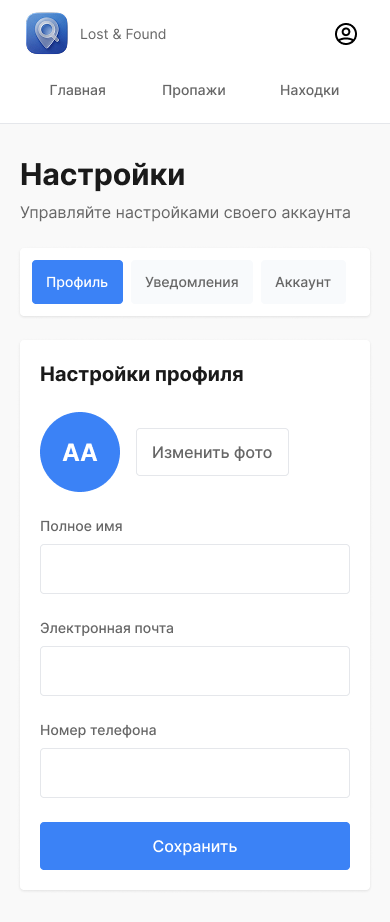 Lost & Found
Главная Пропажи Находки
Настройки
Управляйте настройками своего аккаунта
Профиль Уведомления Аккаунт
Настройки профиля
АА Изменить фото
Полное имя
Электронная почта
Номер телефона
Сохранить